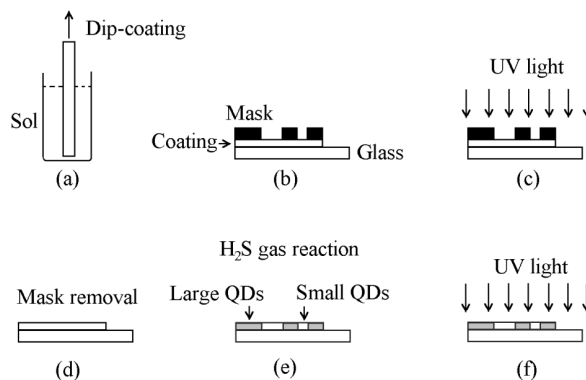 Dip-coating
Sol
(a)
Mask
Coating
Glass
(b)
UV light
(c)
Mask removal
(d)
H₂S gas reaction
Large QDs
Small QDs
(e)
UV light
(f)